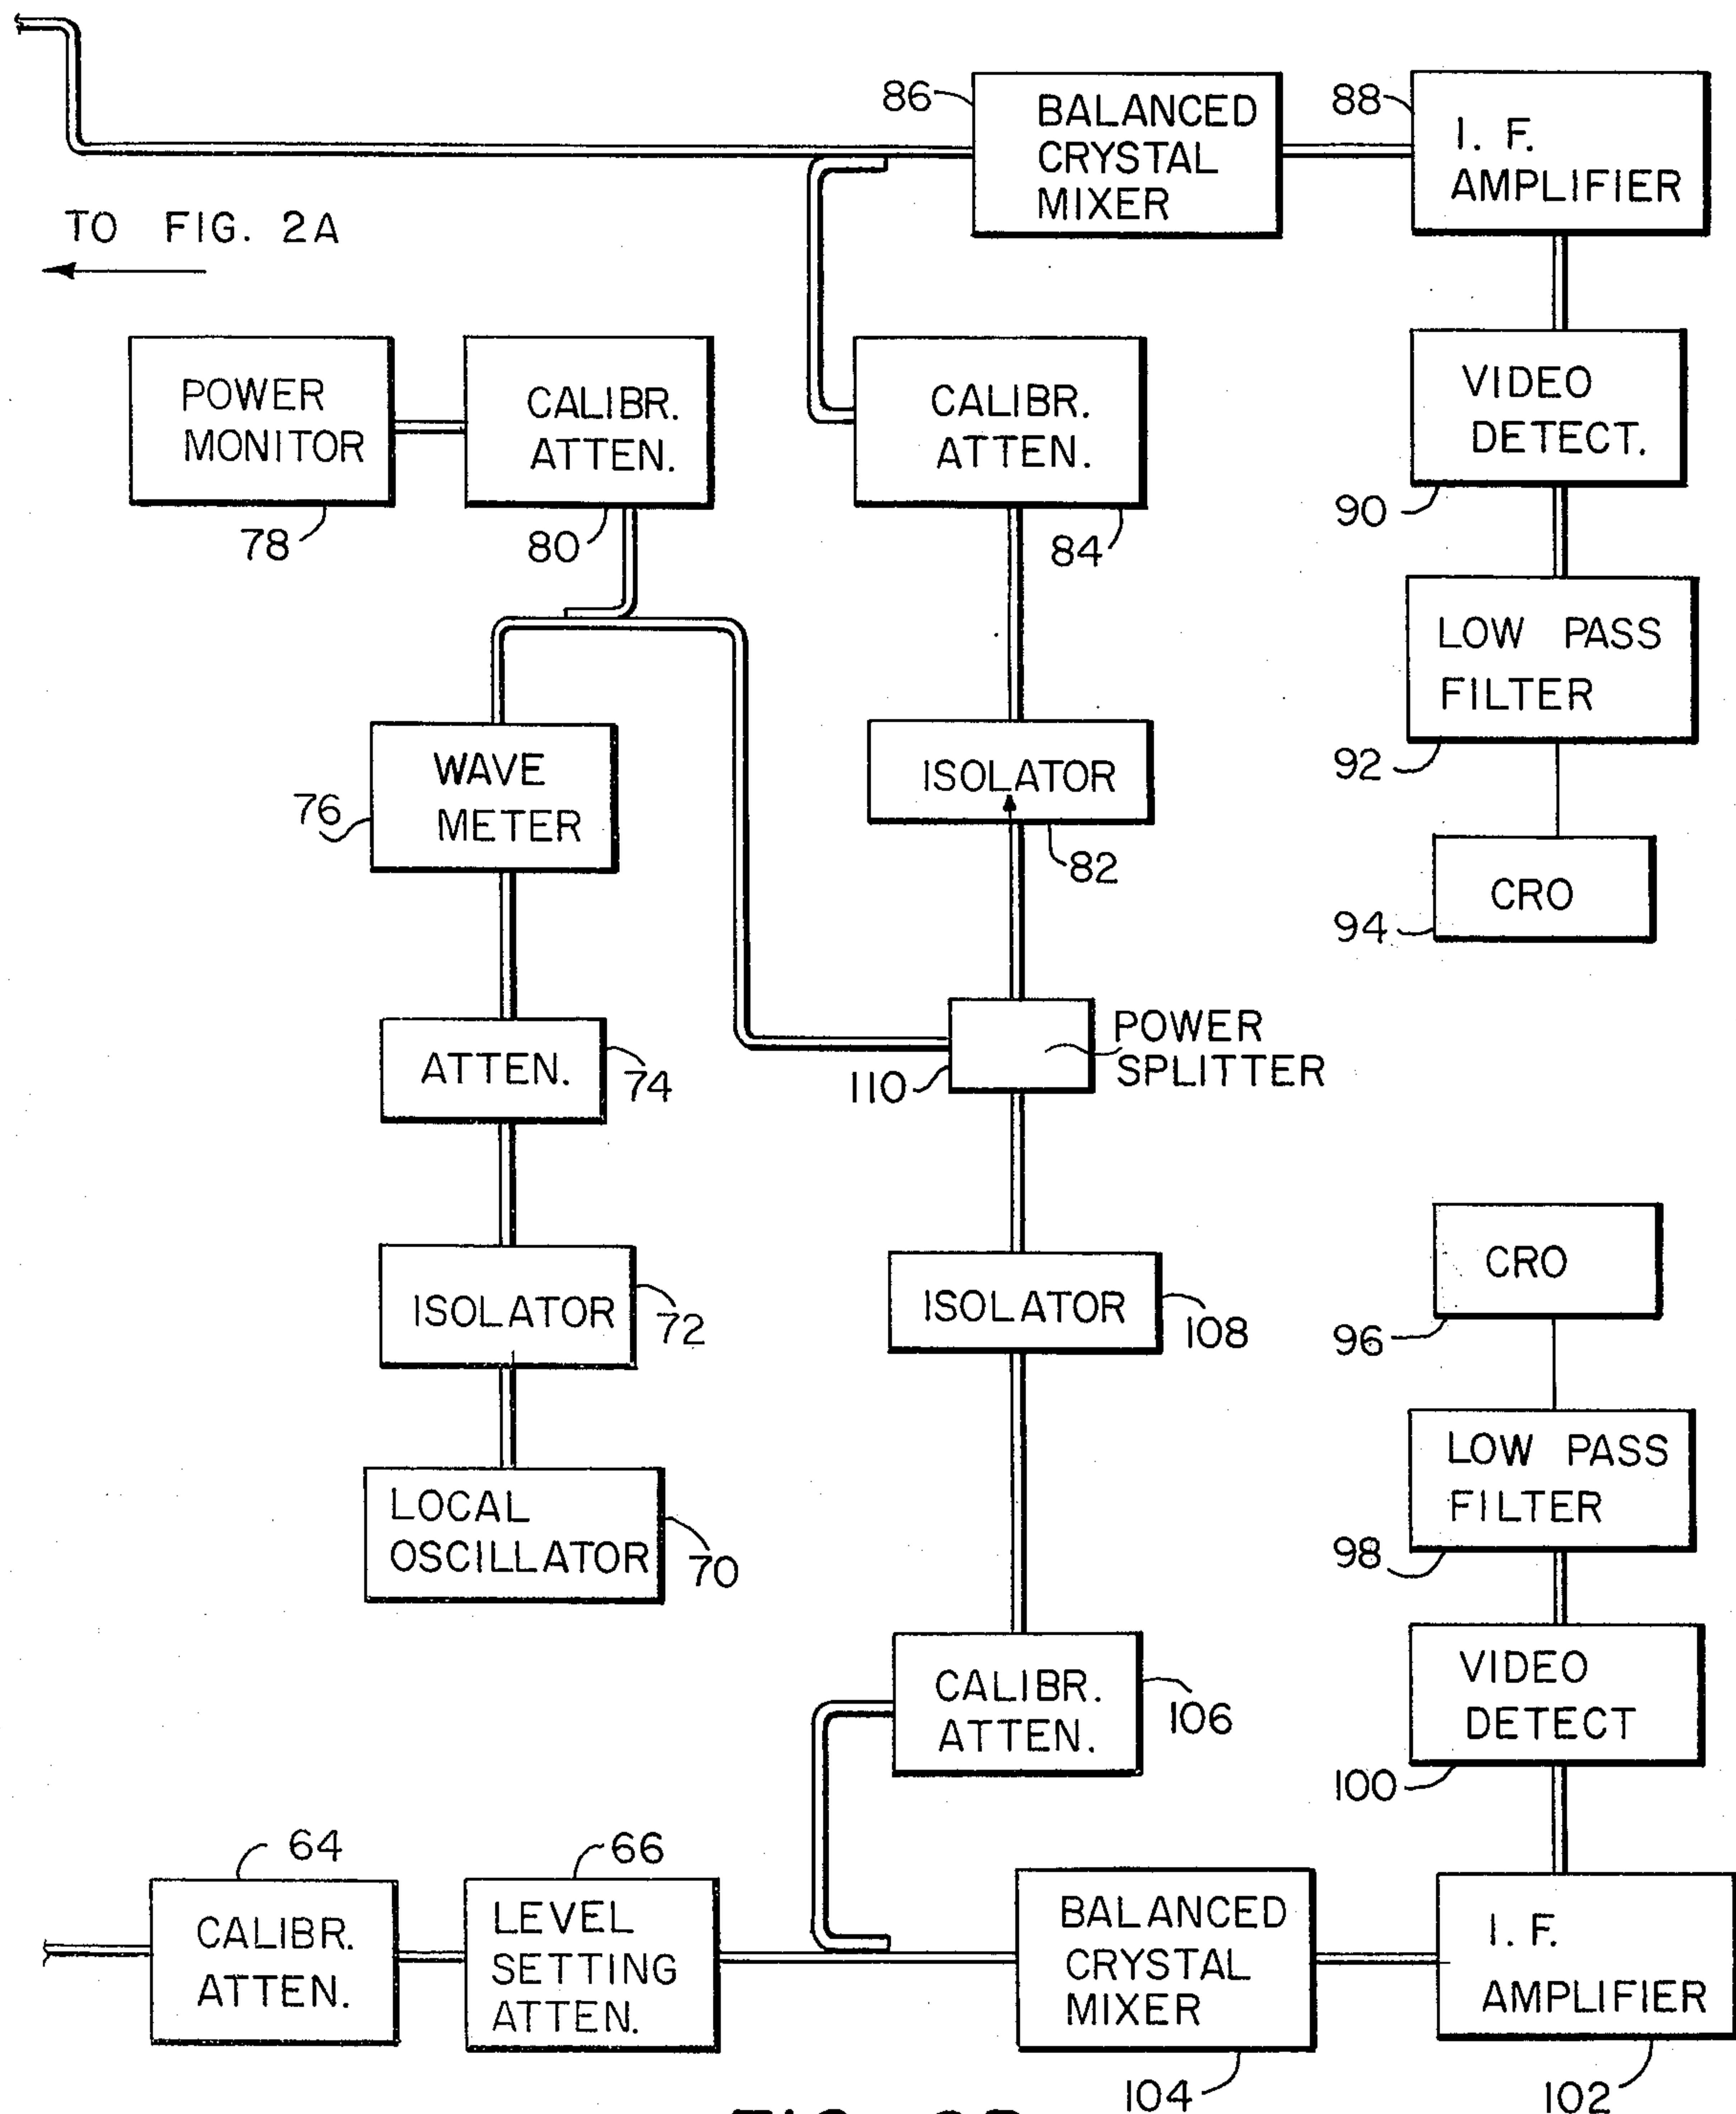 86
BALANCED
CRYSTAL
MIXER
88
I. F.
AMPLIFIER
TO FIG. 2A
POWER
MONITOR
78
CALIBR.
ATTEN.
80
CALIBR.
ATTEN.
84
VIDEO
DETECT.
90
LOW PASS
FILTER
92
WAVE
METER
76
ISOLATOR
82
CRO
94
ATTEN.
74
POWER
SPLITTER
110
ISOLATOR
72
ISOLATOR
108
CRO
96
LOCAL
OSCILLATOR
70
LOW PASS
FILTER
98
CALIBR.
ATTEN.
106
VIDEO
DETECT
100
64
CALIBR.
ATTEN.
66
LEVEL
SETTING
ATTEN.
BALANCED
CRYSTAL
MIXER
104
I. F.
AMPLIFIER
102